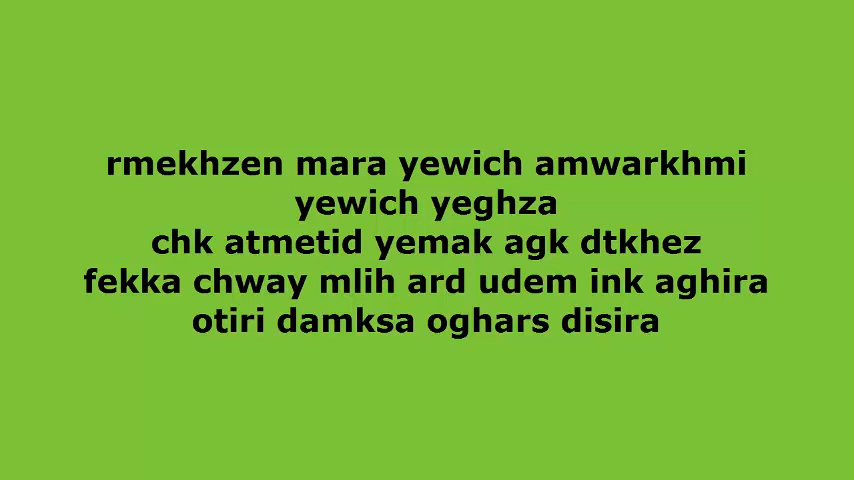 rmekhzen mara yewich amwarkhmi
yewich yeghza
chk atmetid yemak agk dtkhez
fekka chway mlih ard udem ink aghira
otiri damksa oghars disira